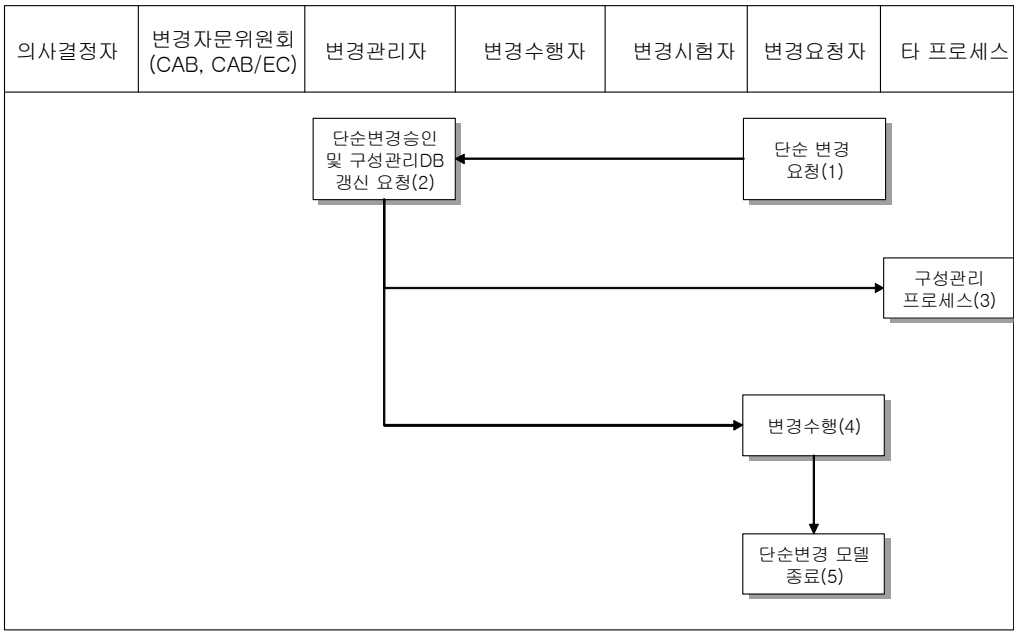 의사결정자
변경자문위원회
(CAB, CAB/EC)
변경관리자
변경수행자
변경시험자
변경요청자
타 프로세스
단순변경승인
및 구성관리DB
갱신 요청(2)
단순 변경
요청(1)
구성관리
프로세스(3)
변경수행(4)
단순변경 모델
종료(5)